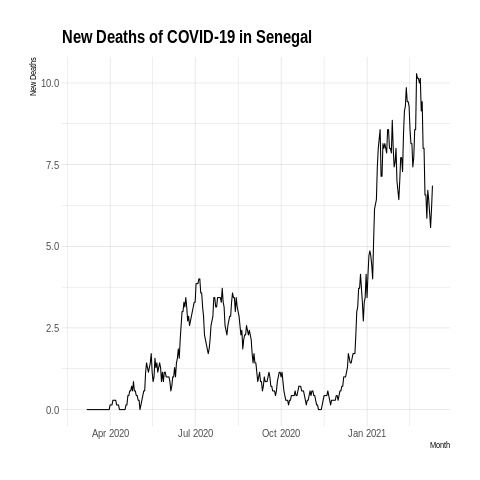 New Deaths of COVID-19 in Senegal
New Deaths
10.0
7.5
5.0
2.5
0.0
Apr 2020 Jul 2020 Oct 2020 Jan 2021
Month